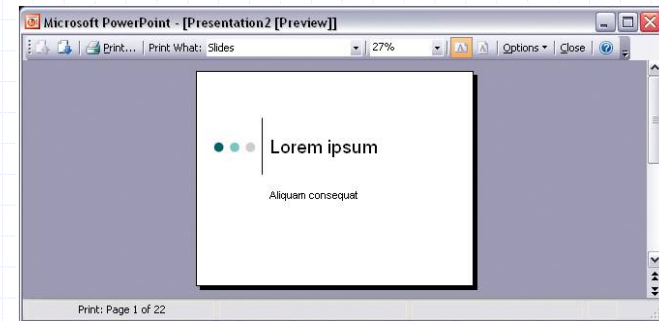 Microsoft PowerPoint - [Presentation2 [Preview]]
Print... Print What: Slides 27% Options Close
Lorem ipsum
Aliquam consequat
Print: Page 1 of 22